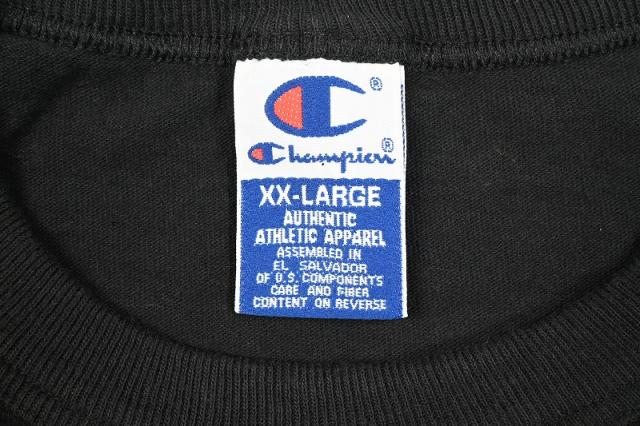 ®
Champion®
XX-LARGE
AUTHENTIC
ATHLETIC APPAREL
ASSEMBLED IN
EL SALVADOR
OF U.S. COMPONENTS
CARE AND FIBER
CONTENT ON REVERSE